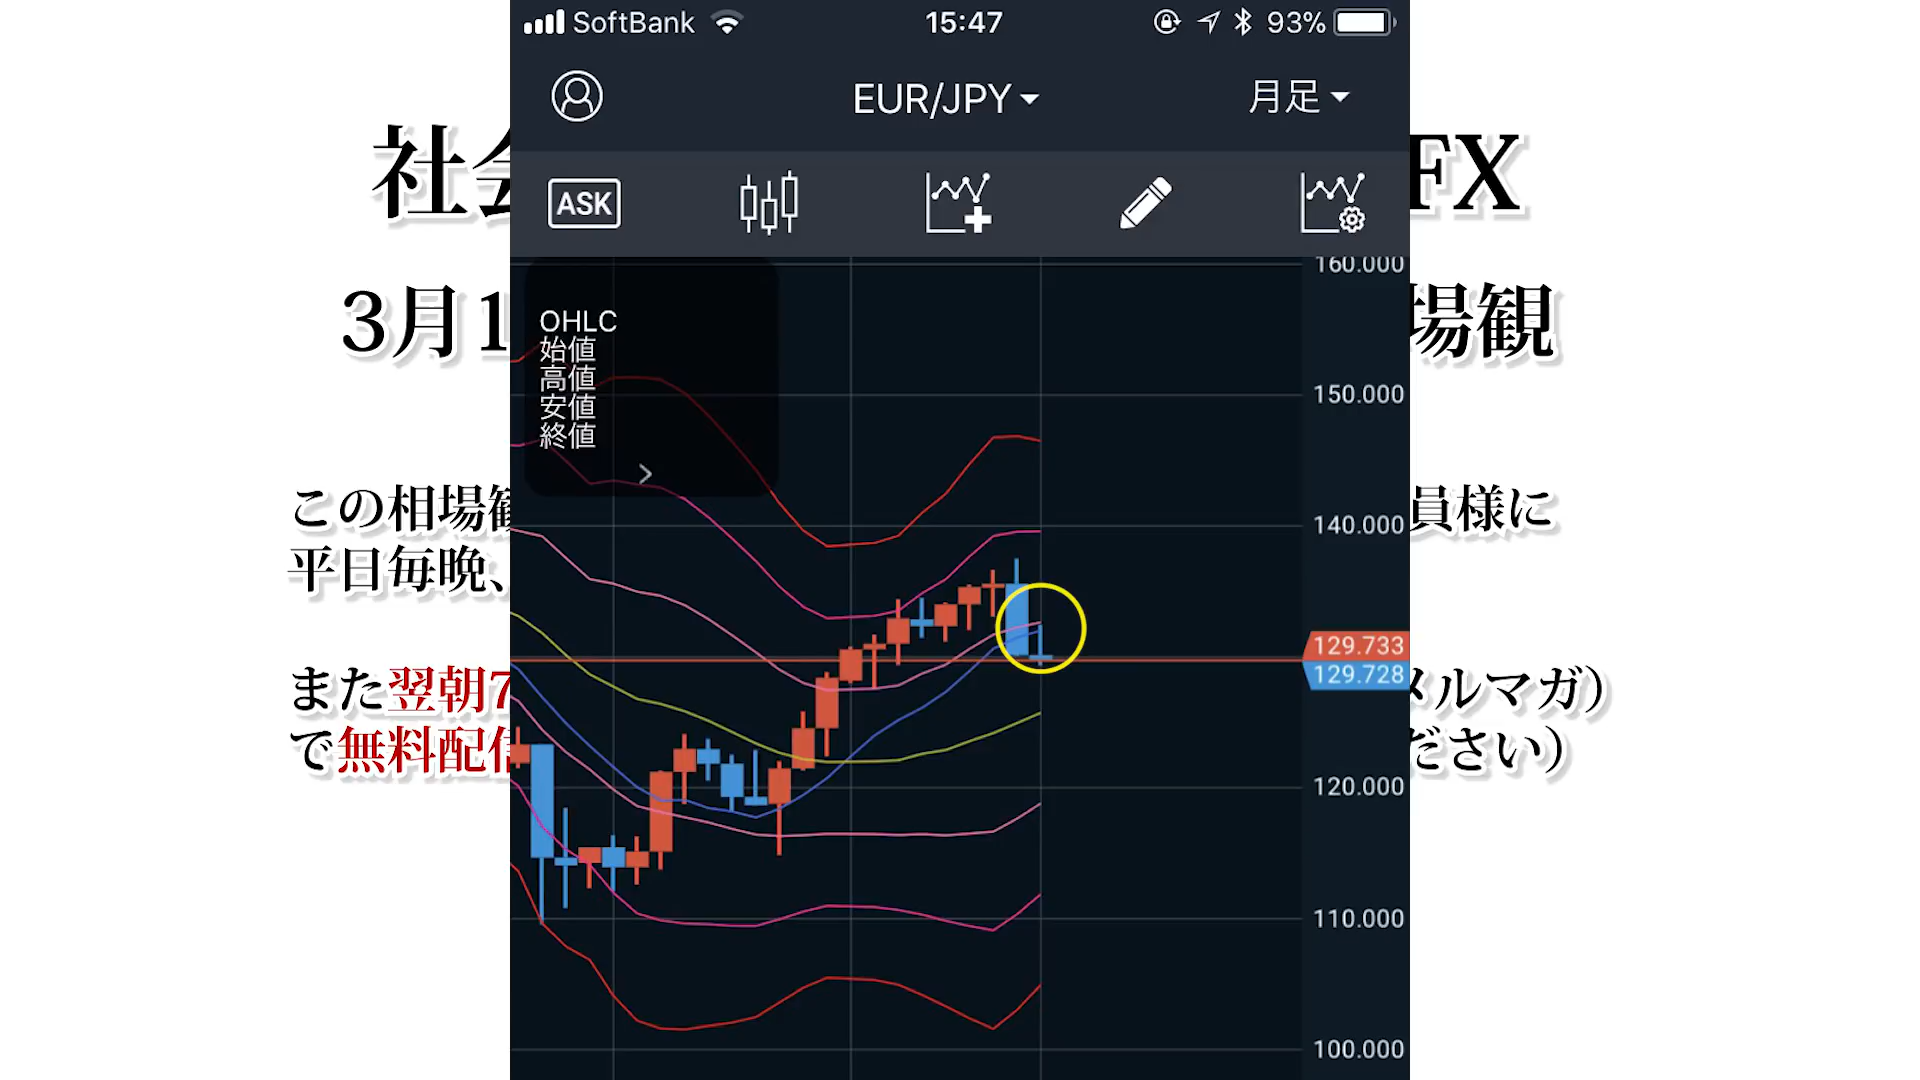 SoftBank 15:47 93%
EUR/JPY 月足
ASK
社会 FX
3月1 場観
OHLC
始値
高値
安値
終値
160.000
150.000
140.000
129.733
129.728
120.000
110.000
100.000
この相場観 員様に
平日毎晩、
また翌朝7 メルマガ）
で無料配信 ださい）